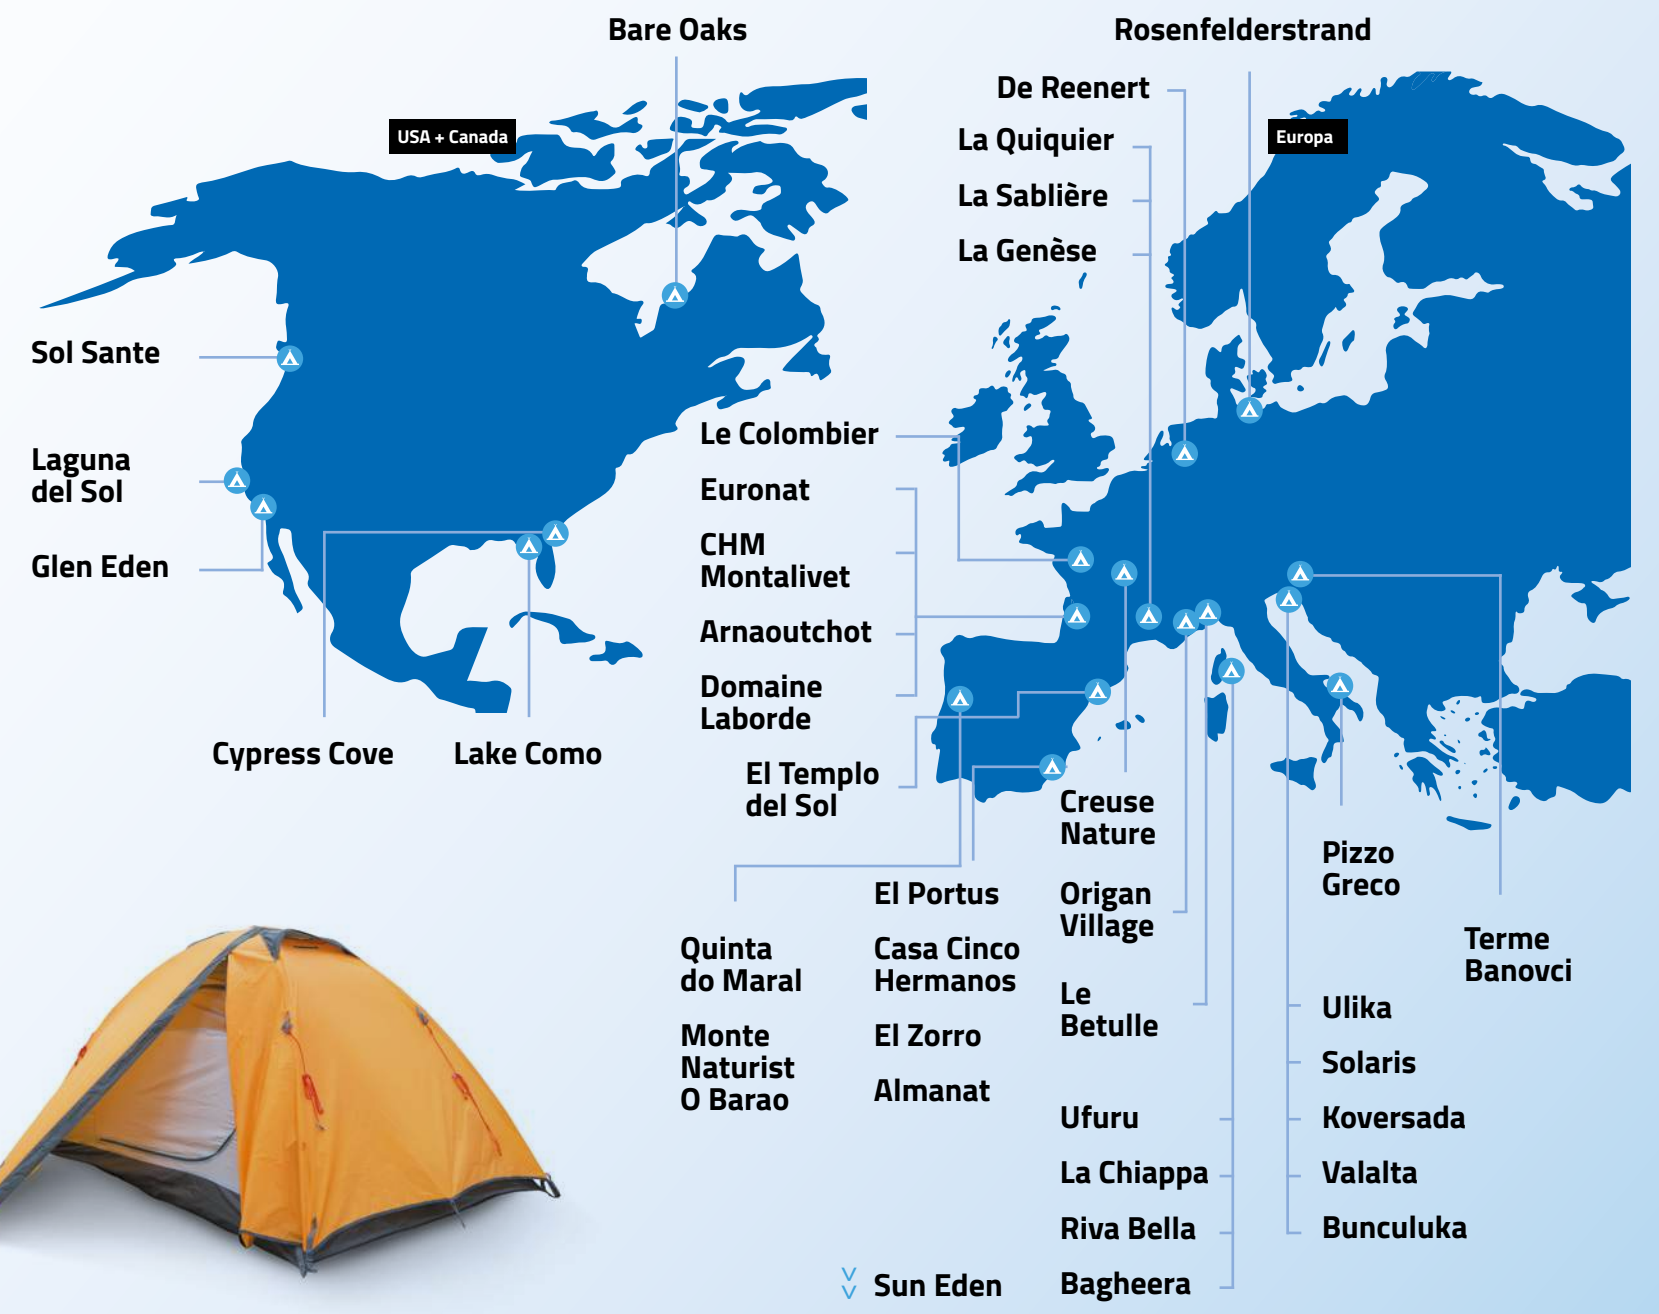 Bare Oaks
Rosenfelderstrand
De Reenert
USA + Canada
Europa
La Quiquier
La Sablière
La Genèse
Sol Sante
Laguna
del Sol
Glen Eden
Cypress Cove
Lake Como
Le Colombier
Euronat
CHM
Montalivet
Arnaoutchot
Domaine
Laborde
El Templo
del Sol
Quinta
do Maral
Monte
Naturist
O Barao
El Portus
Casa Cinco
Hermanos
El Zorro
Almanat
Sun Eden
Creuse
Nature
Origan
Village
Le
Betulle
Ufuru
La Chiappa
Riva Bella
Bagheera
Pizzo
Greco
Terme
Banovci
Ulika
Solaris
Koversada
Valalta
Bunculuka